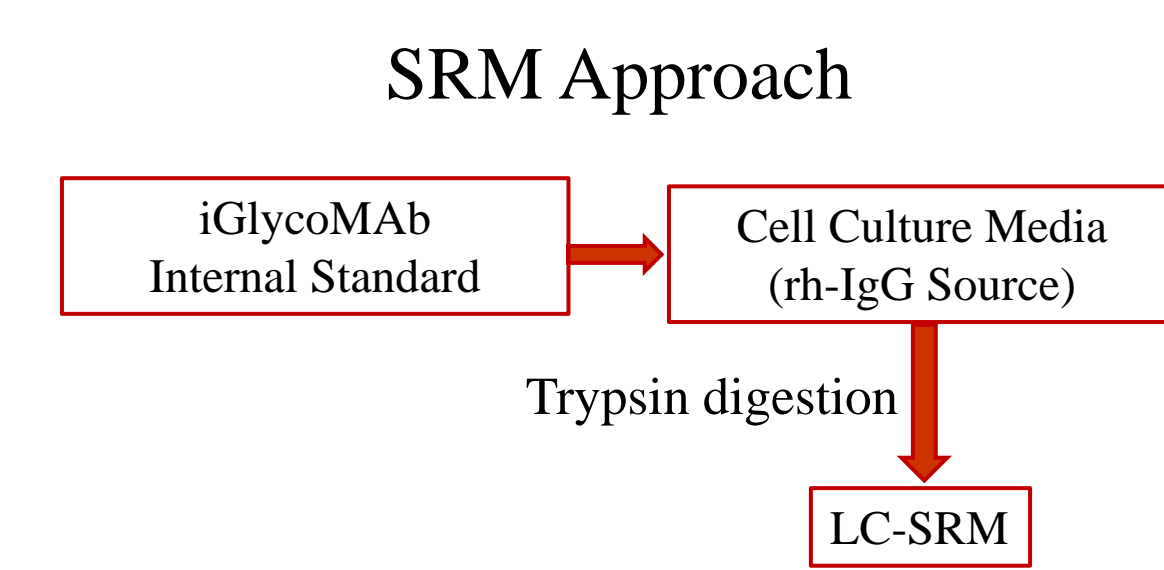 SRM Approach
iGlycoMAb
Internal Standard
Cell Culture Media
(rh-IgG Source)
Trypsin digestion
LC-SRM